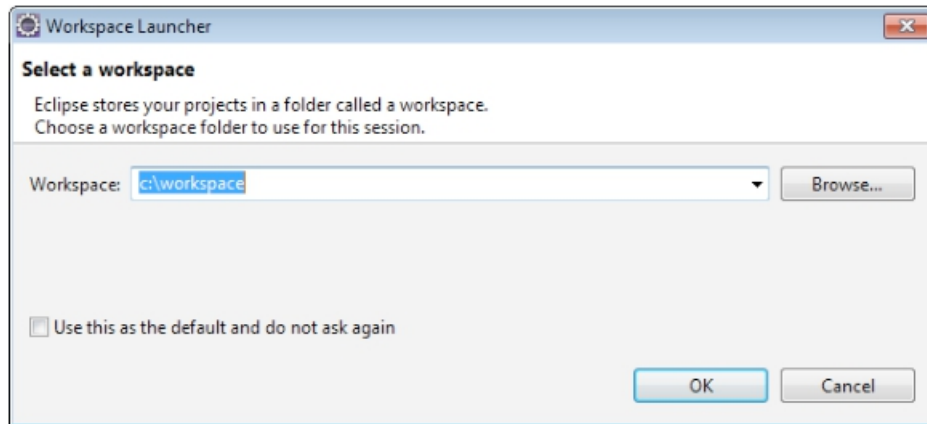 Workspace Launcher
Select a workspace
Eclipse stores your projects in a folder called a workspace.
Choose a workspace folder to use for this session.
Workspace: c:\workspace Browse...
Use this as the default and do not ask again
OK Cancel